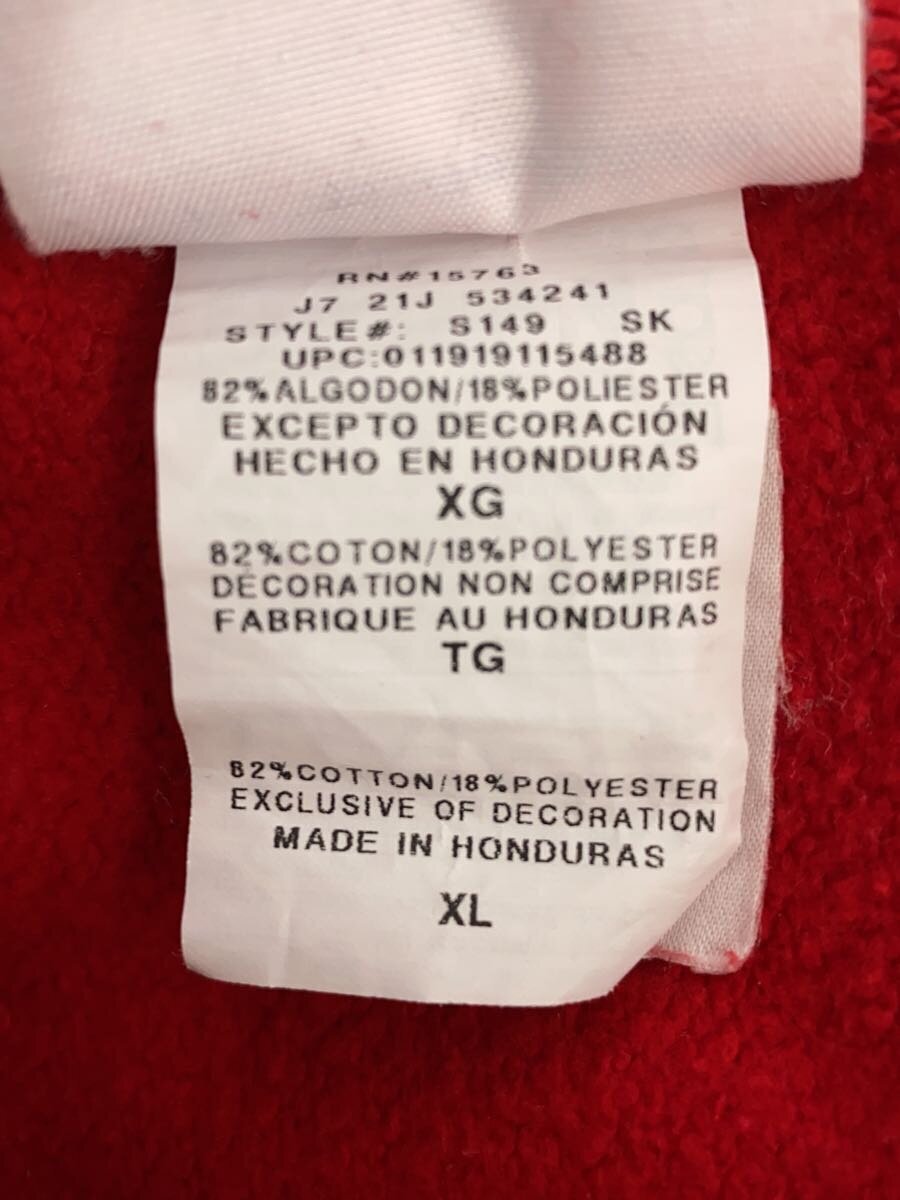 RN#15763
J7 21J 534241
STYLE#: S149 SK
UPC:011919115488
82%ALGODON/18%POLIESTER
EXCEPTO DECORACIÓN
HECHO EN HONDURAS
XG
82%COTON/18%POLYESTER
DÉCORATION NON COMPRISE
FABRIQUE AU HONDURAS
TG
82%COTTON/18%POLYESTER
EXCLUSIVE OF DECORATION
MADE IN HONDURAS
XL